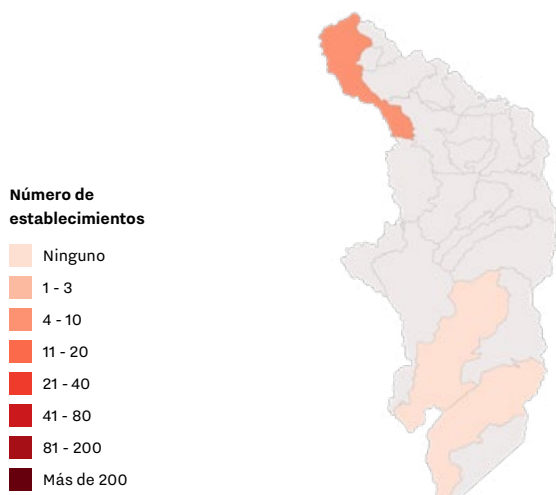 Número de
establecimientos
Ninguno
1 - 3
4 - 10
11 - 20
21 - 40
41 - 80
81 - 200
Más de 200